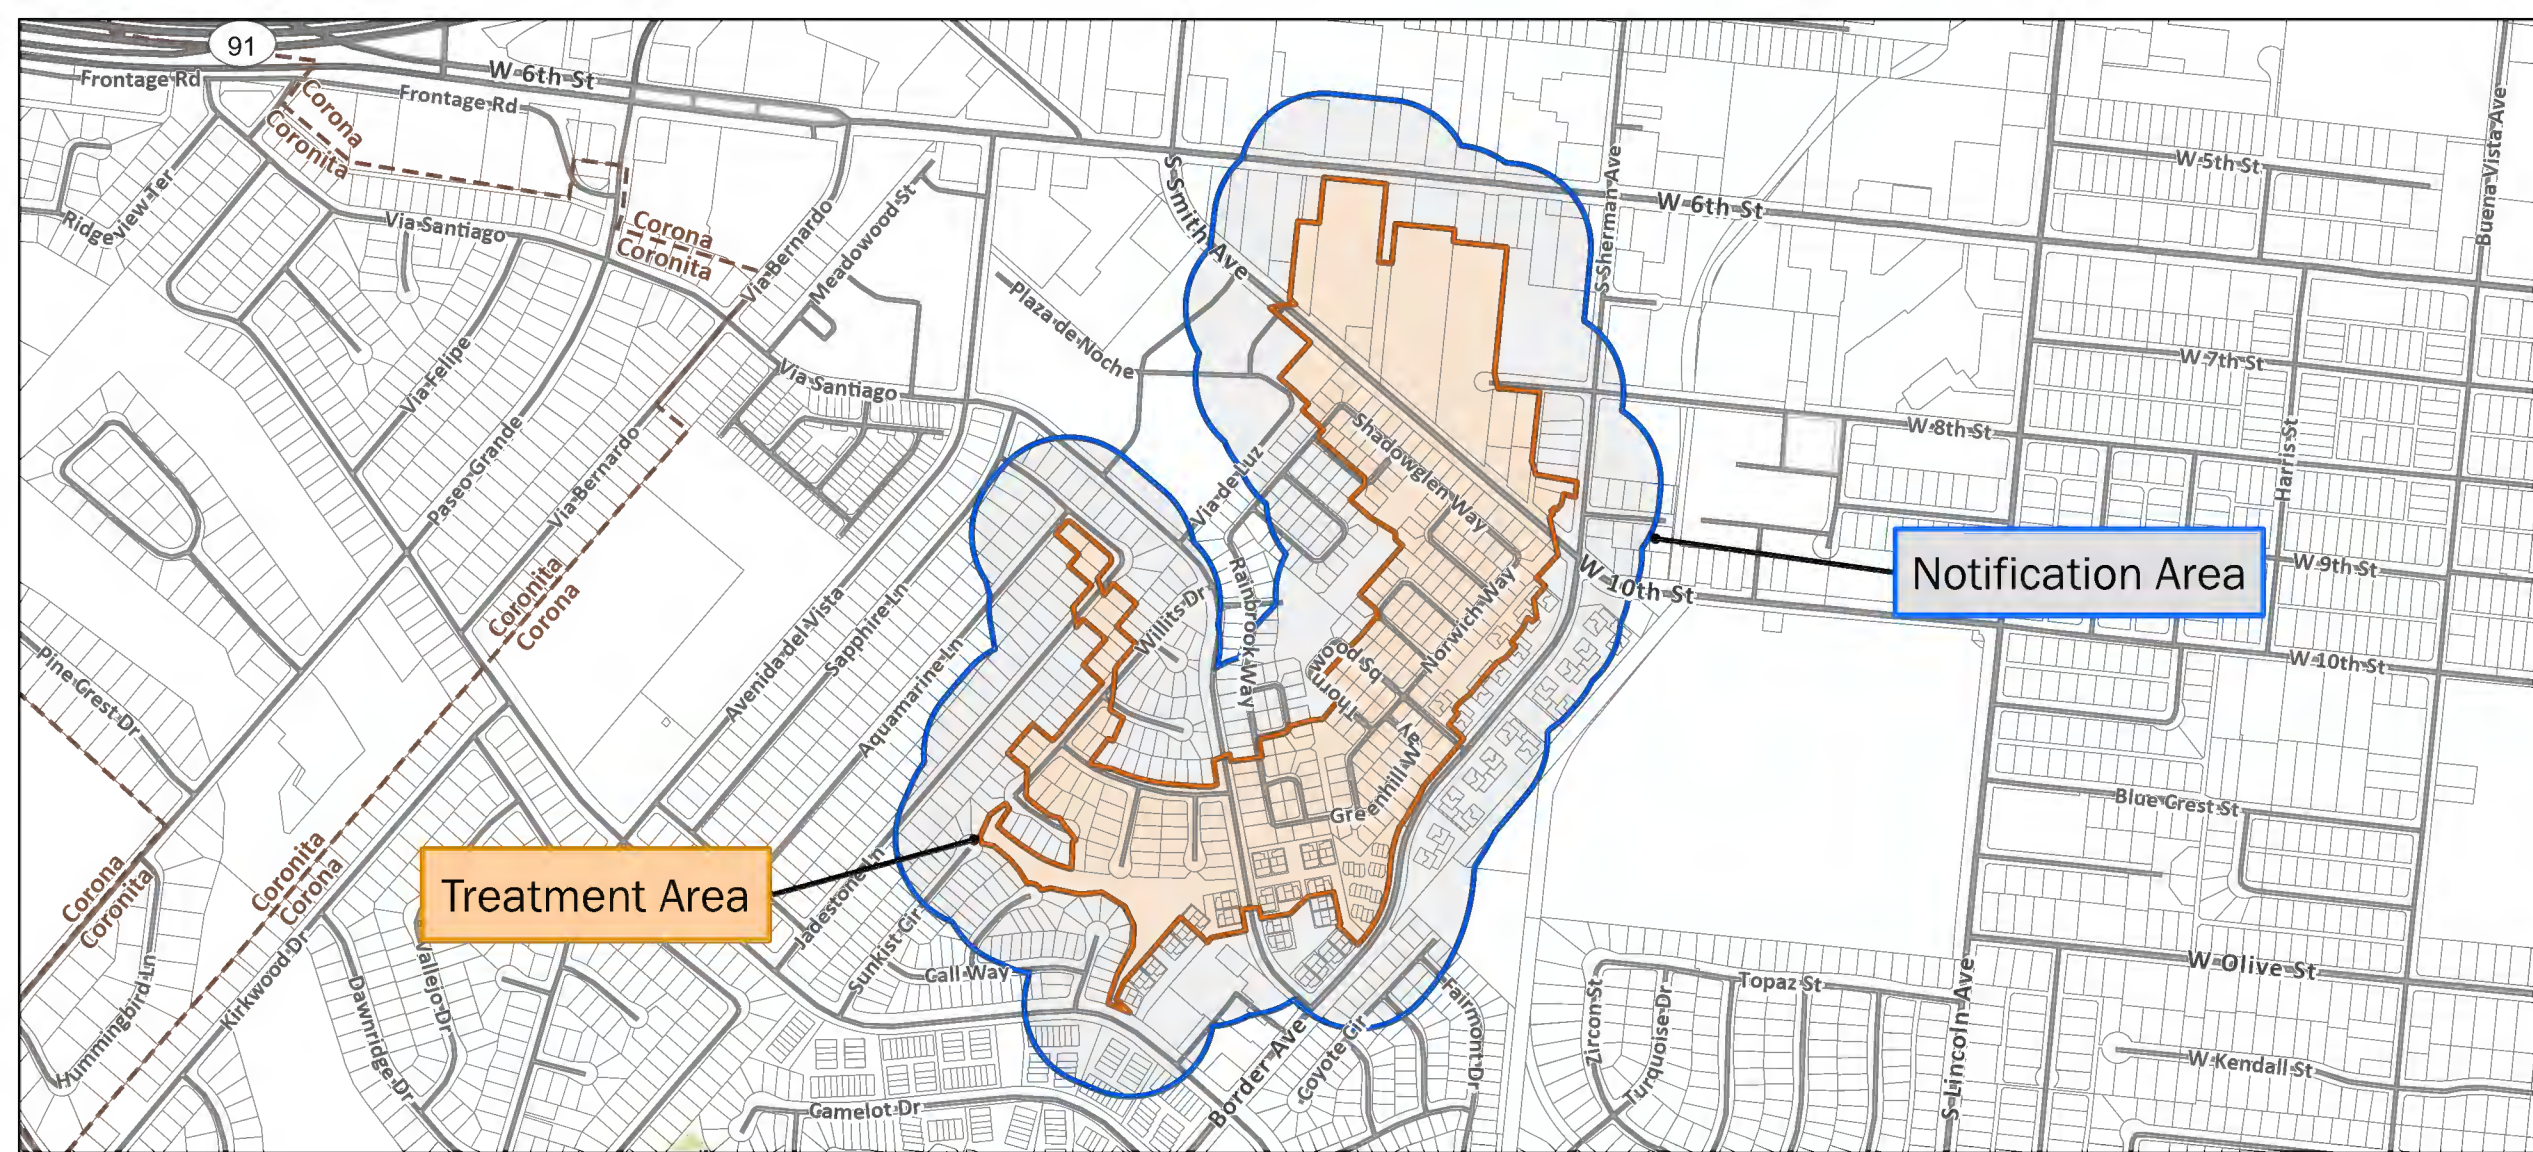 91
Frontage Rd
W 6th St
Frontage Rd
Corona
Coronita
Ridgeview Ter
Via Santiago
Corona
Coronita
Via Bernardo
Meadowood St
S Smith Ave
W 6th St
S Sherman Ave
W 5th St
Buena Vista Ave
Plaza de Noche
Via Felipe
Paseo Grande
Via Bernardo
Via Santiago
Via de Luz
Shadowglen Way
W 7th St
W 8th St
Harris St
Notification Area
W 9th St
W 10th St
W 10th St
Coronita
Corona
Avenida del Vista
Sapphire Ln
Aquamarine Ln
Willits Dr
Rainbrook Way
Thorn
wood Sq
Norwich Way
Way
Greenhill Way
Pine Crest Dr
Blue Crest St
Treatment Area
Corona
Coronita
Coronita
Corona
Kirkwood Dr
Hummingbird Ln
Vallejo Dr
Dawnridge Dr
Jadestone Ln
Sunkist Cir
Call Way
Camelot Dr
Border Ave
Coyote Cir
Fairmont Dr
Zircon St
Turquoise Dr
Topaz St
S Lincoln Ave
W Olive St
W Kendall St